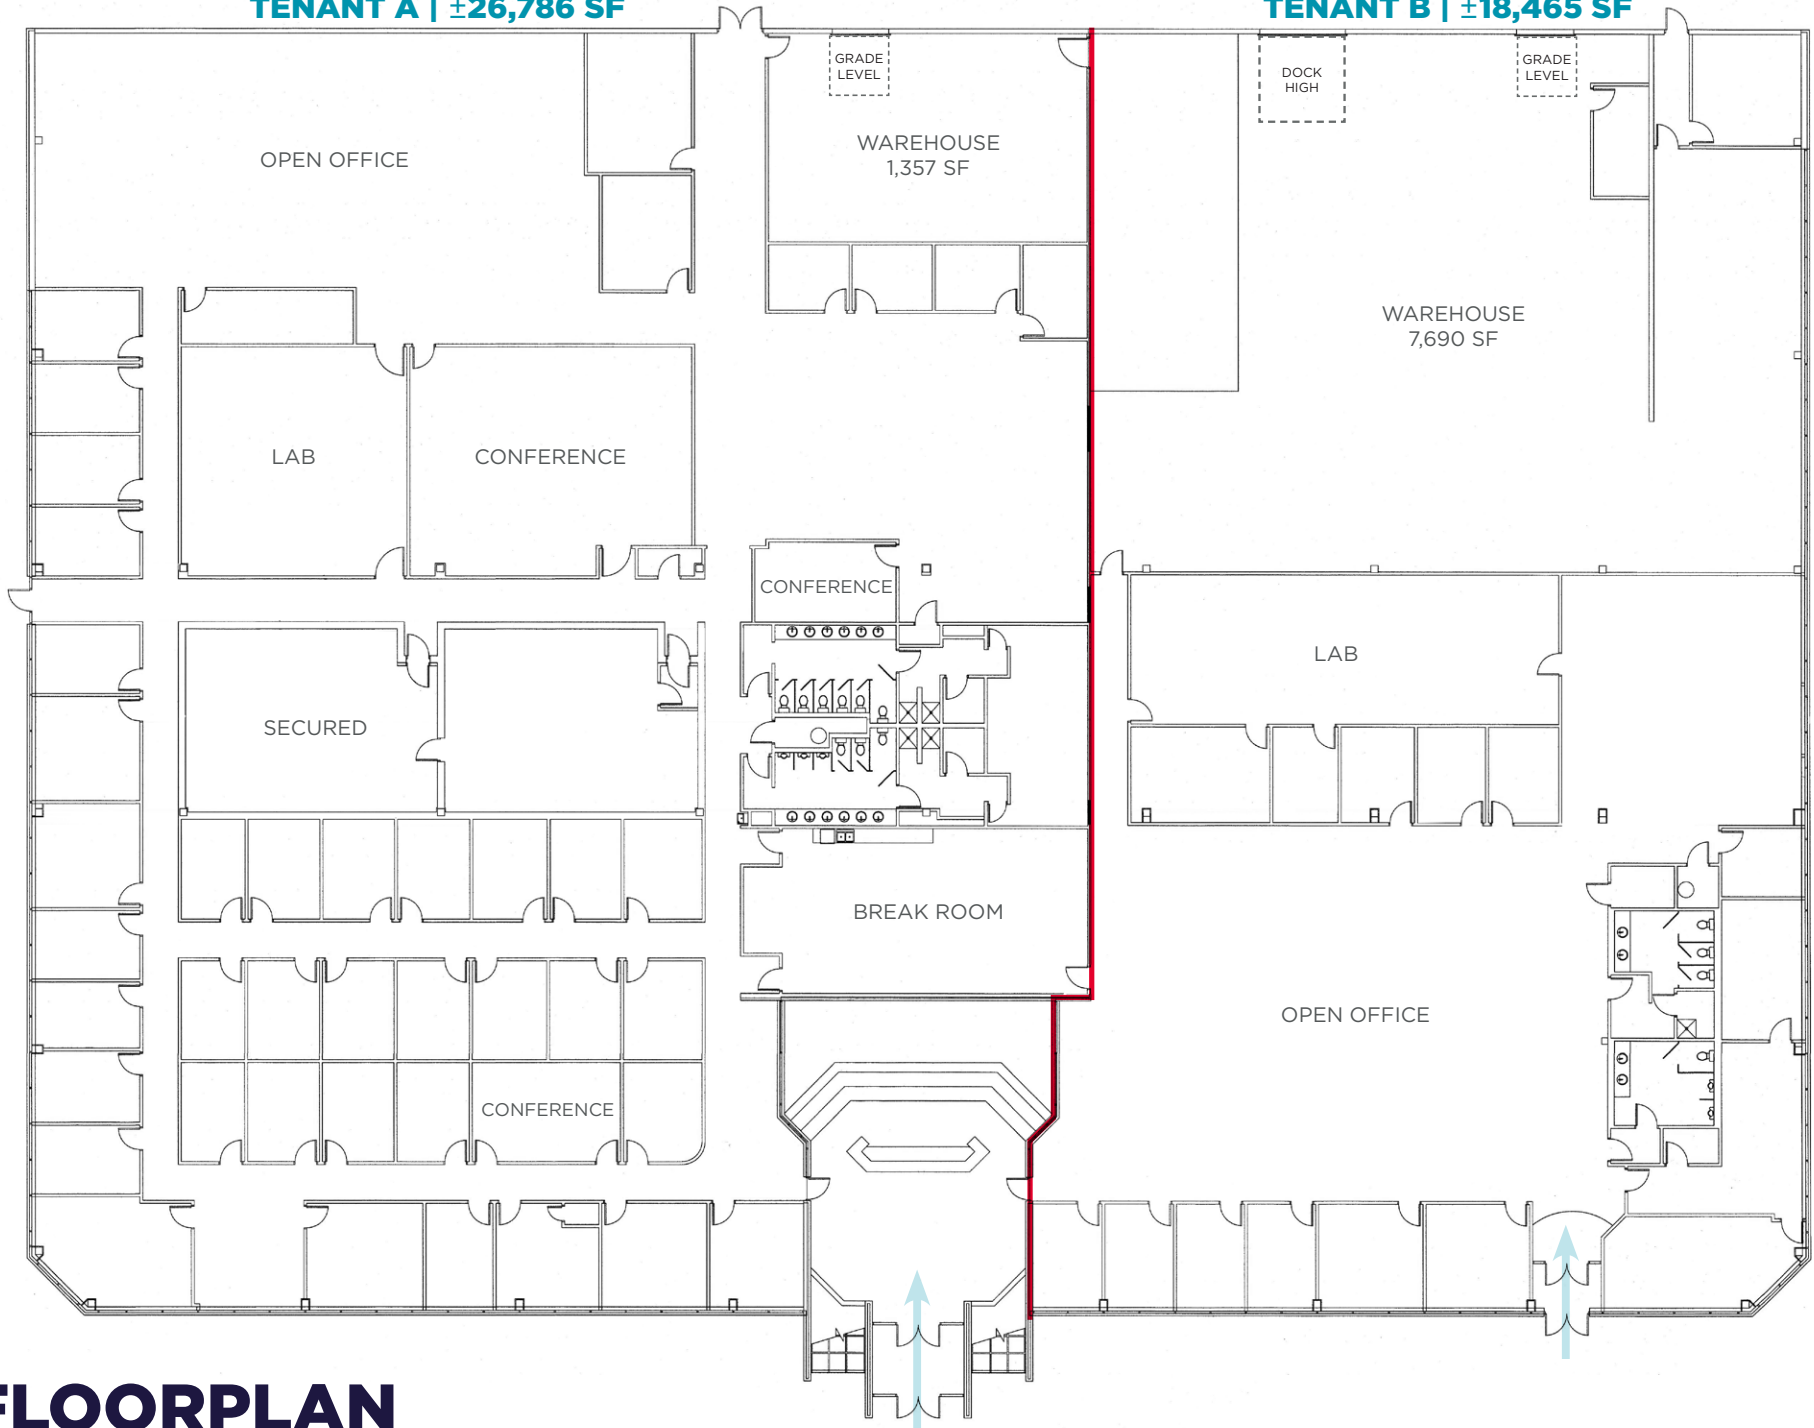 TENANT A | ±26,786 SF
TENANT B | ±18,465 SF
GRADE
LEVEL
DOCK
HIGH
GRADE
LEVEL
OPEN OFFICE
WAREHOUSE
1,357 SF
WAREHOUSE
7,690 SF
LAB
CONFERENCE
CONFERENCE
LAB
SECURED
BREAK ROOM
OPEN OFFICE
CONFERENCE
FLOORPLAN